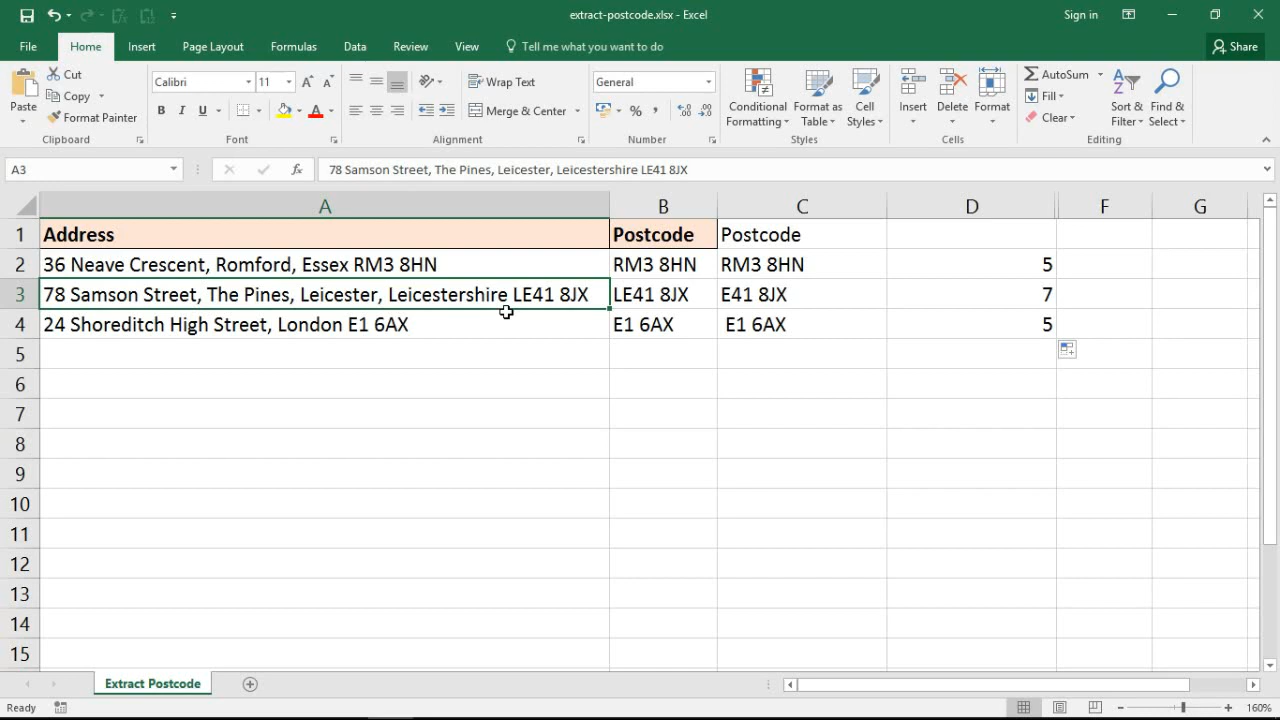 extract-postcode.xlsx - Excel
Sign in
File Home Insert Page Layout Formulas Data Review View Tell me what you want to do Share
Paste
Cut
Copy
Format Painter
Clipboard
Calibri 11
B I U A
Font
Wrap Text
Merge & Center
Alignment
General
% ,
Number
Conditional Formatting
Format as Table
Cell Styles
Styles
Insert
Delete
Format
Cells
AutoSum
Fill
Clear
Sort & Filter
Find & Select
Editing
A3 fx 78 Samson Street, The Pines, Leicester, Leicestershire LE41 8JX
A B C D F G
1 Address Postcode Postcode
2 36 Neave Crescent, Romford, Essex RM3 8HN RM3 8HN RM3 8HN 5
3 78 Samson Street, The Pines, Leicester, Leicestershire LE41 8JX LE41 8JX E41 8JX 7
4 24 Shoreditch High Street, London E1 6AX E1 6AX E1 6AX 5
5
6
7
8
9
10
11
12
13
14
15
Extract Postcode
Ready 160%